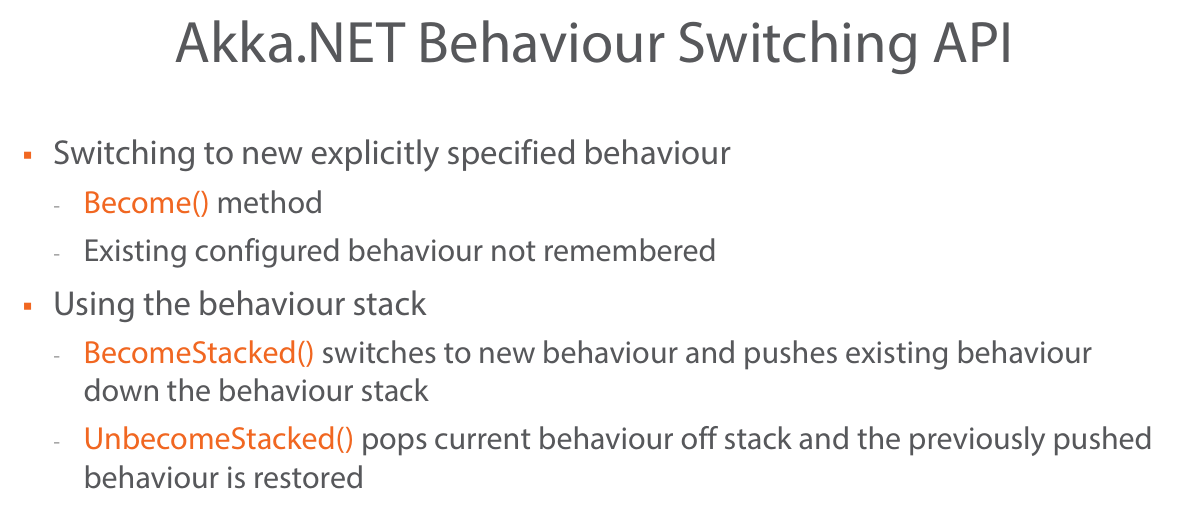 Akka.NET Behaviour Switching API
▪ Switching to new explicitly specified behaviour
- Become() method
- Existing configured behaviour not remembered
▪ Using the behaviour stack
- BecomeStacked() switches to new behaviour and pushes existing behaviour
down the behaviour stack
- UnbecomeStacked() pops current behaviour off stack and the previously pushed
behaviour is restored